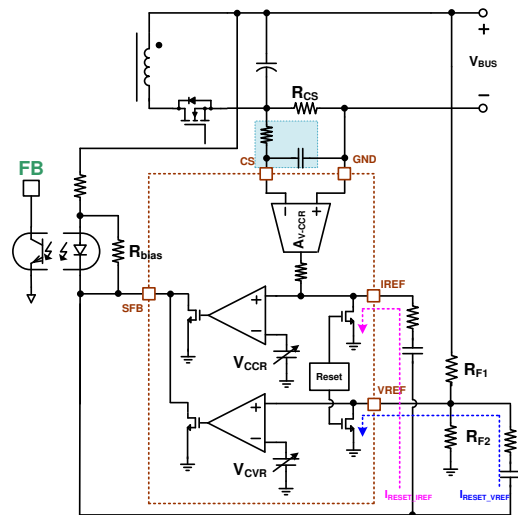 +
VBUS
−
RCS
CS
GND
FB
−
+
AV-CCR
Rbias
SFB
IREF
+
−
VCCR
Reset
RF1
VREF
+
−
VCVR
RF2
IRESET_IREF
IRESET_VREF